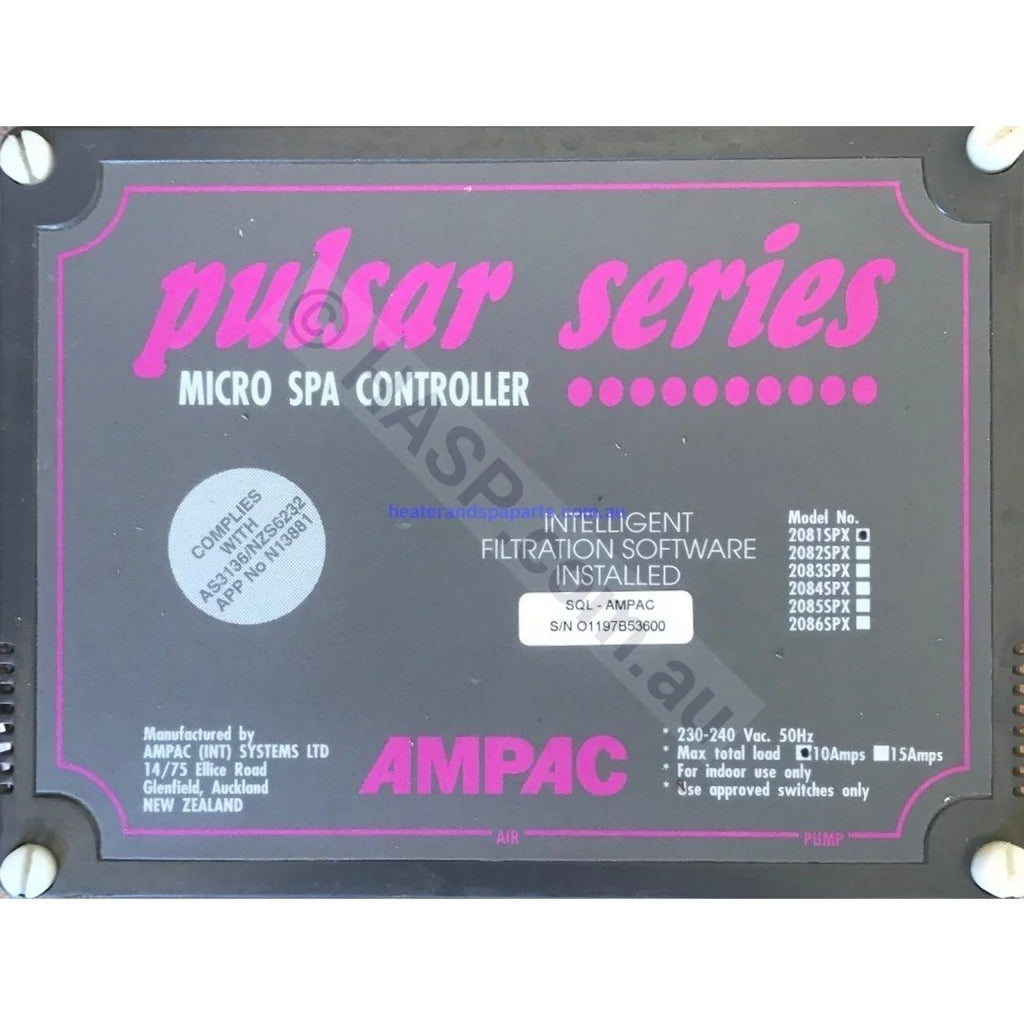 pulsar series
MICRO SPA CONTROLLER
© HASP.com.au
heaterandspaparts.com.au
COMPLIES
WITH
AS3136/NZS6232
APP No N13881
INTELLIGENT
FILTRATION SOFTWARE
INSTALLED
SQL - AMPAC
S/N O1197B53600
Model No.
2081SPX
2082SPX
2083SPX
2084SPX
2085SPX
2086SPX
Manufactured by
AMPAC (INT) SYSTEMS LTD
14/75 Ellice Road
Glenfield, Auckland
NEW ZEALAND
AMPAC
* 230-240 Vac. 50Hz
* Max total load 10Amps 15Amps
* For indoor use only
* Use approved switches only
AIR
PUMP